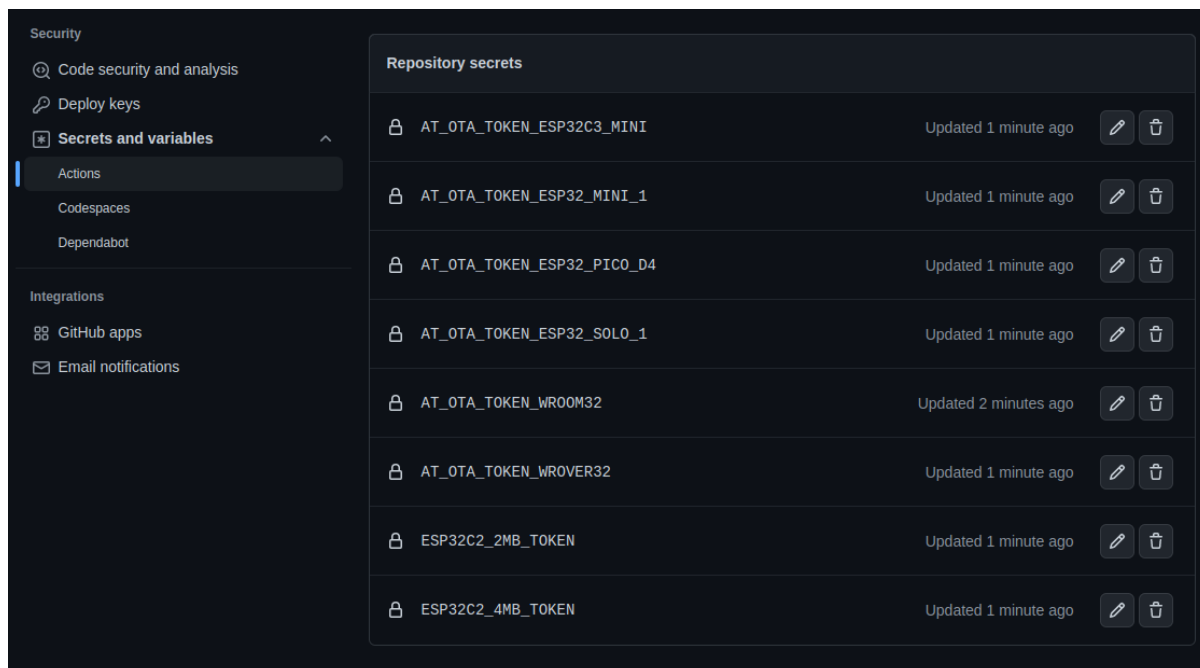 Security
Code security and analysis
Deploy keys
Secrets and variables
Actions
Codespaces
Dependabot
Integrations
GitHub apps
Email notifications
Repository secrets
AT_OTA_TOKEN_ESP32C3_MINI Updated 1 minute ago
AT_OTA_TOKEN_ESP32_MINI_1 Updated 1 minute ago
AT_OTA_TOKEN_ESP32_PICO_D4 Updated 1 minute ago
AT_OTA_TOKEN_ESP32_SOLO_1 Updated 1 minute ago
AT_OTA_TOKEN_WROOM32 Updated 2 minutes ago
AT_OTA_TOKEN_WROVER32 Updated 1 minute ago
ESP32C2_2MB_TOKEN Updated 1 minute ago
ESP32C2_4MB_TOKEN Updated 1 minute ago